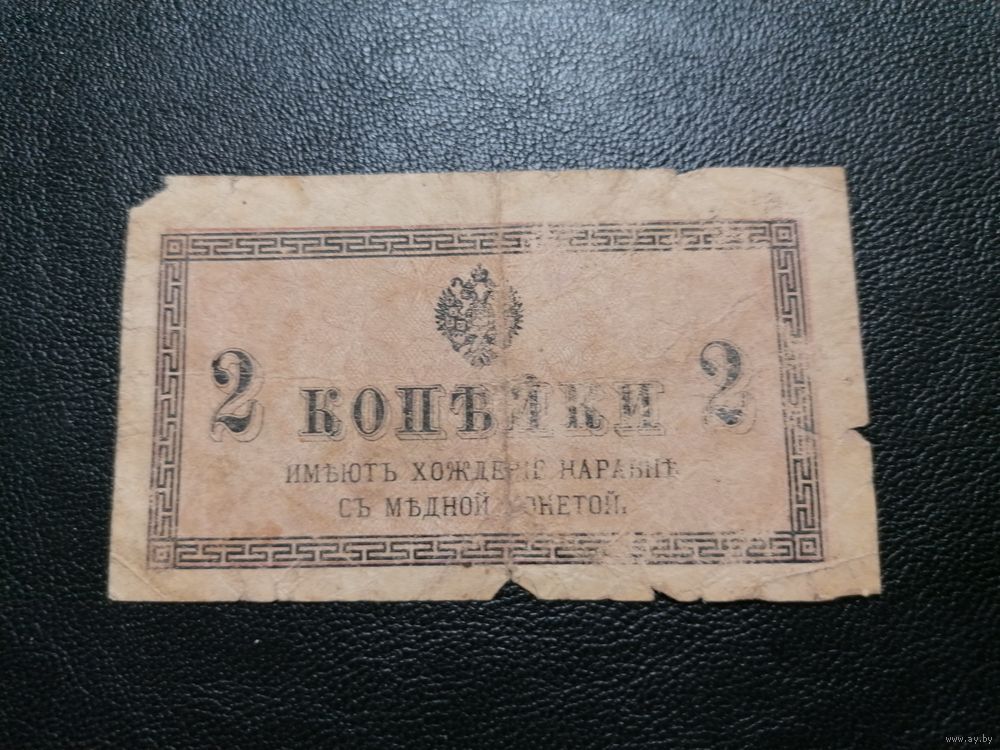 2 КОПѢЙКИ 2
ИМѢЮТЪ ХОЖДЕНІЕ НАРАВНѢ
СЪ МѢДНОЙ МОНЕТОЙ.
www.ay.by